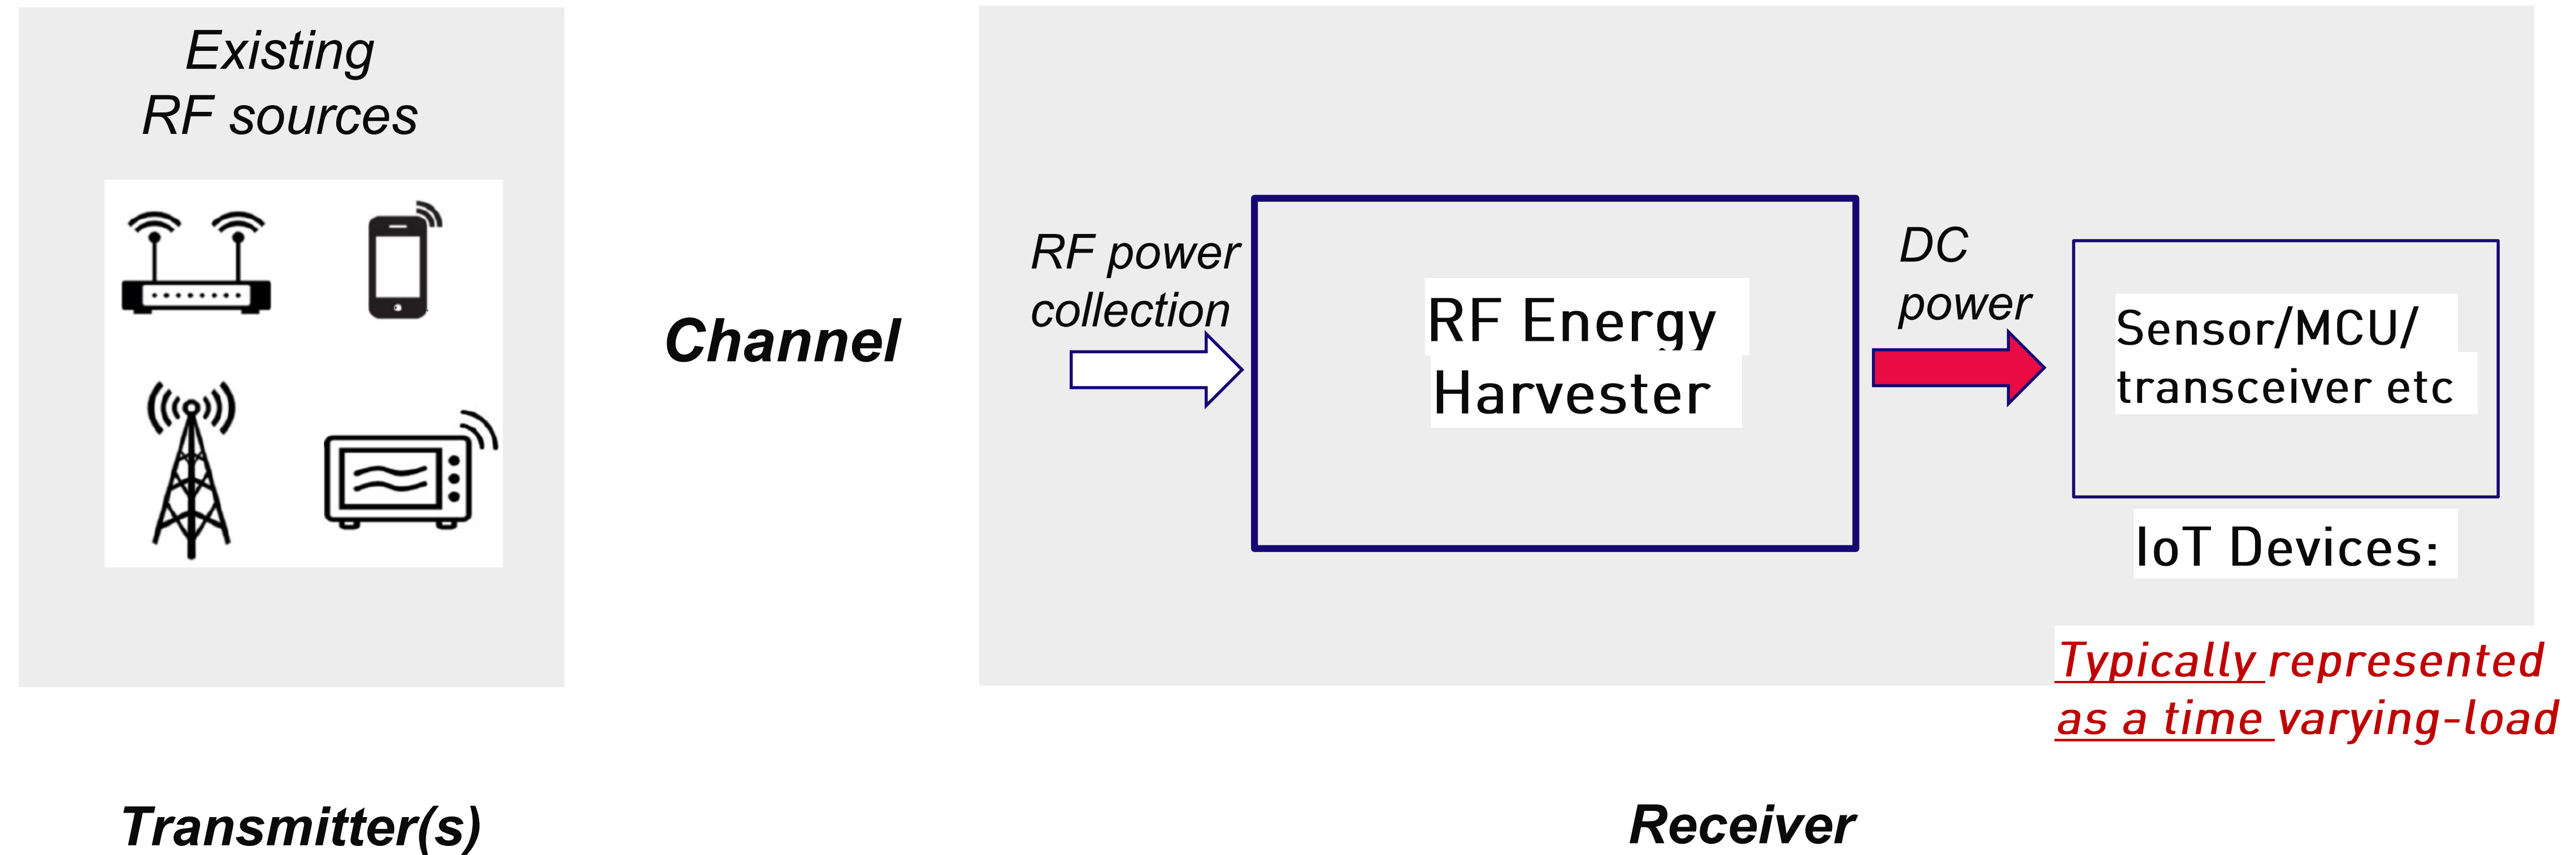 Existing
RF sources
Channel
RF power
collection
RF Energy
Harvester
DC
power
Sensor/MCU/
transceiver etc
IoT Devices:
Typically represented
as a time varying-load
Transmitter(s)
Receiver